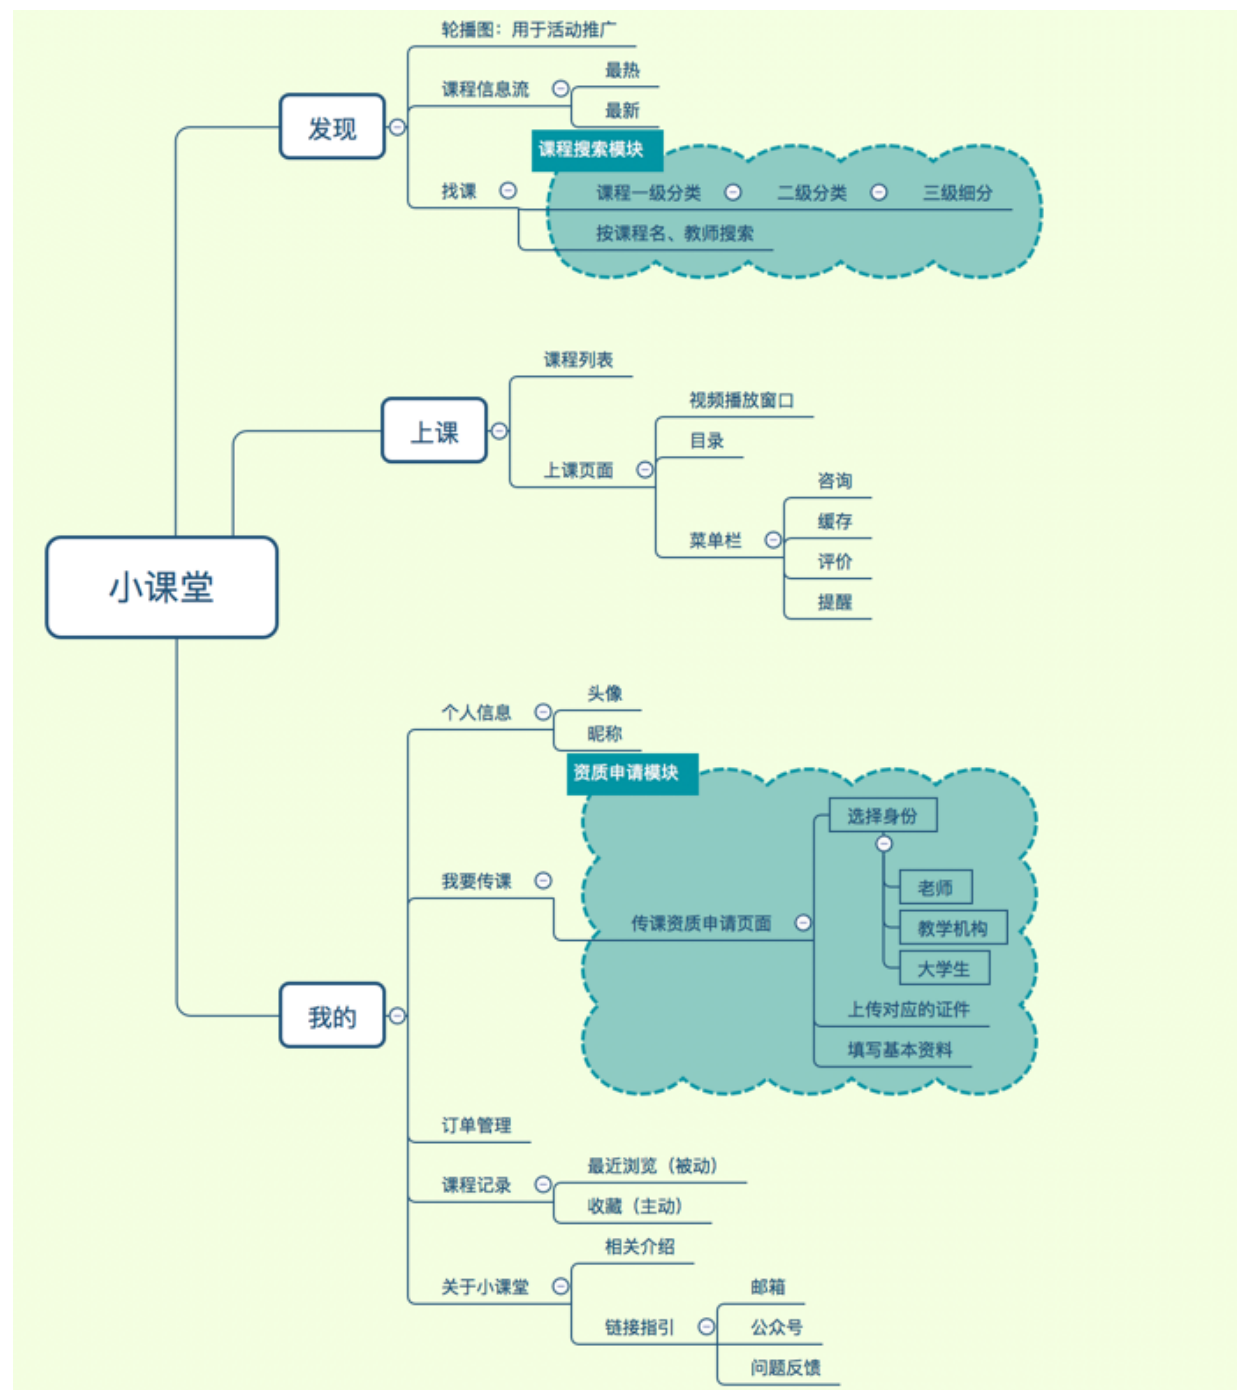 轮播图：用于活动推广
课程信息流
最热
最新
发现
课程搜索模块
找课
课程一级分类
二级分类
三级细分
按课程名、教师搜索
课程列表
上课
视频播放窗口
目录
上课页面
咨询
缓存
菜单栏
评价
提醒
小课堂
个人信息
头像
昵称
资质申请模块
选择身份
我要传课
老师
传课资质申请页面
教学机构
大学生
上传对应的证件
我的
填写基本资料
订单管理
课程记录
最近浏览（被动）
收藏（主动）
相关介绍
关于小课堂
邮箱
链接指引
公众号
问题反馈